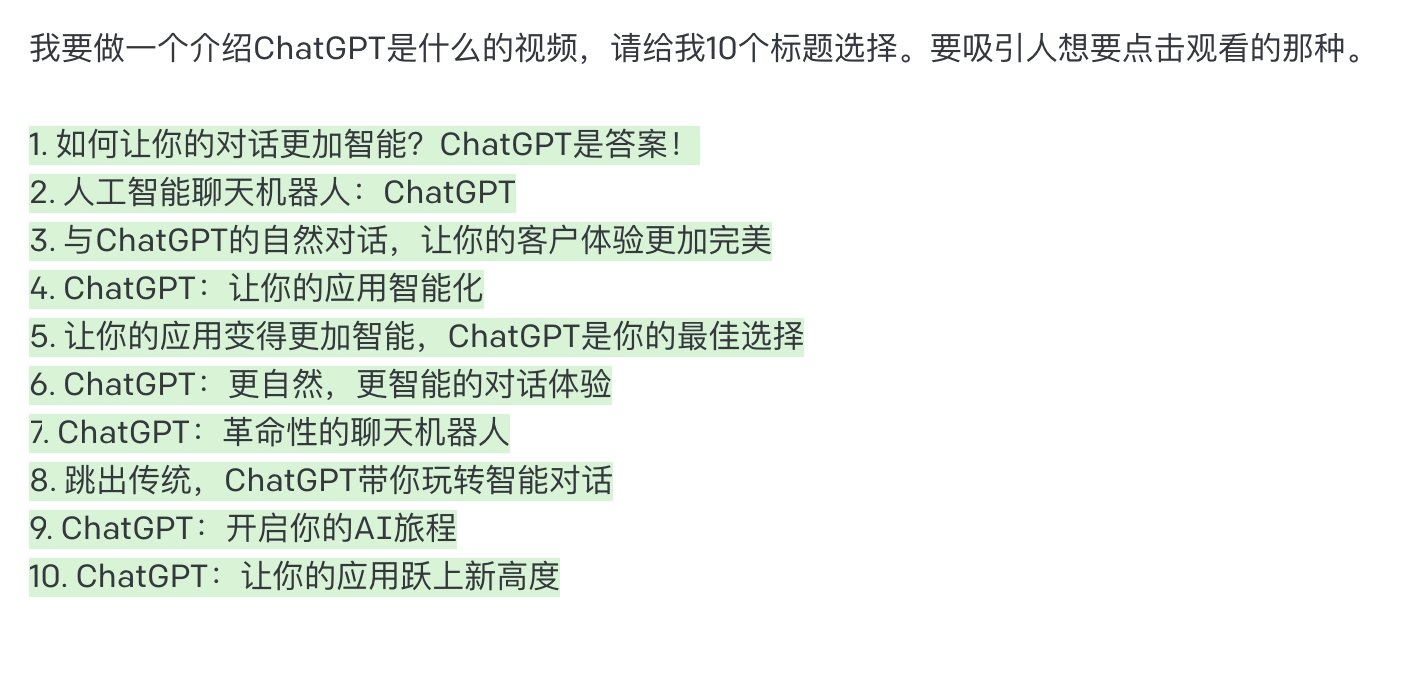 我要做一个介绍ChatGPT是什么的视频，请给我10个标题选择。要吸引人想要点击观看的那种。
1. 如何让你的对话更加智能？ChatGPT是答案！
2. 人工智能聊天机器人：ChatGPT
3. 与ChatGPT的自然对话，让你的客户体验更加完美
4. ChatGPT：让你的应用智能化
5. 让你的应用变得更加智能，ChatGPT是你的最佳选择
6. ChatGPT：更自然，更智能的对话体验
7. ChatGPT：革命性的聊天机器人
8. 跳出传统，ChatGPT带你玩转智能对话
9. ChatGPT：开启你的AI旅程
10. ChatGPT：让你的应用跃上新高度